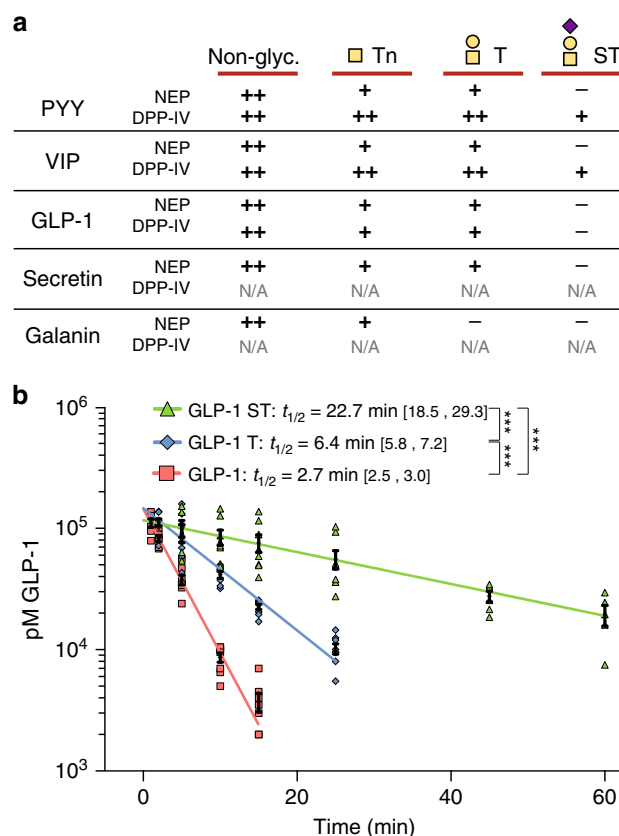 a
Non-glyc. Tn T ST
PYY NEP ++ + + –
DPP-IV ++ ++ ++ +
VIP NEP ++ + + –
DPP-IV ++ ++ ++ +
GLP-1 NEP ++ + + –
DPP-IV ++ + + –
Secretin NEP ++ + + –
DPP-IV N/A N/A N/A N/A
Galanin NEP ++ + – –
DPP-IV N/A N/A N/A N/A
b
GLP-1 ST: t1/2 = 22.7 min [18.5 , 29.3]
GLP-1 T: t1/2 = 6.4 min [5.8 , 7.2]
GLP-1: t1/2 = 2.7 min [2.5 , 3.0]
***
***
***
pM GLP-1
10^6
10^5
10^4
10^3
0 20 40 60
Time (min)